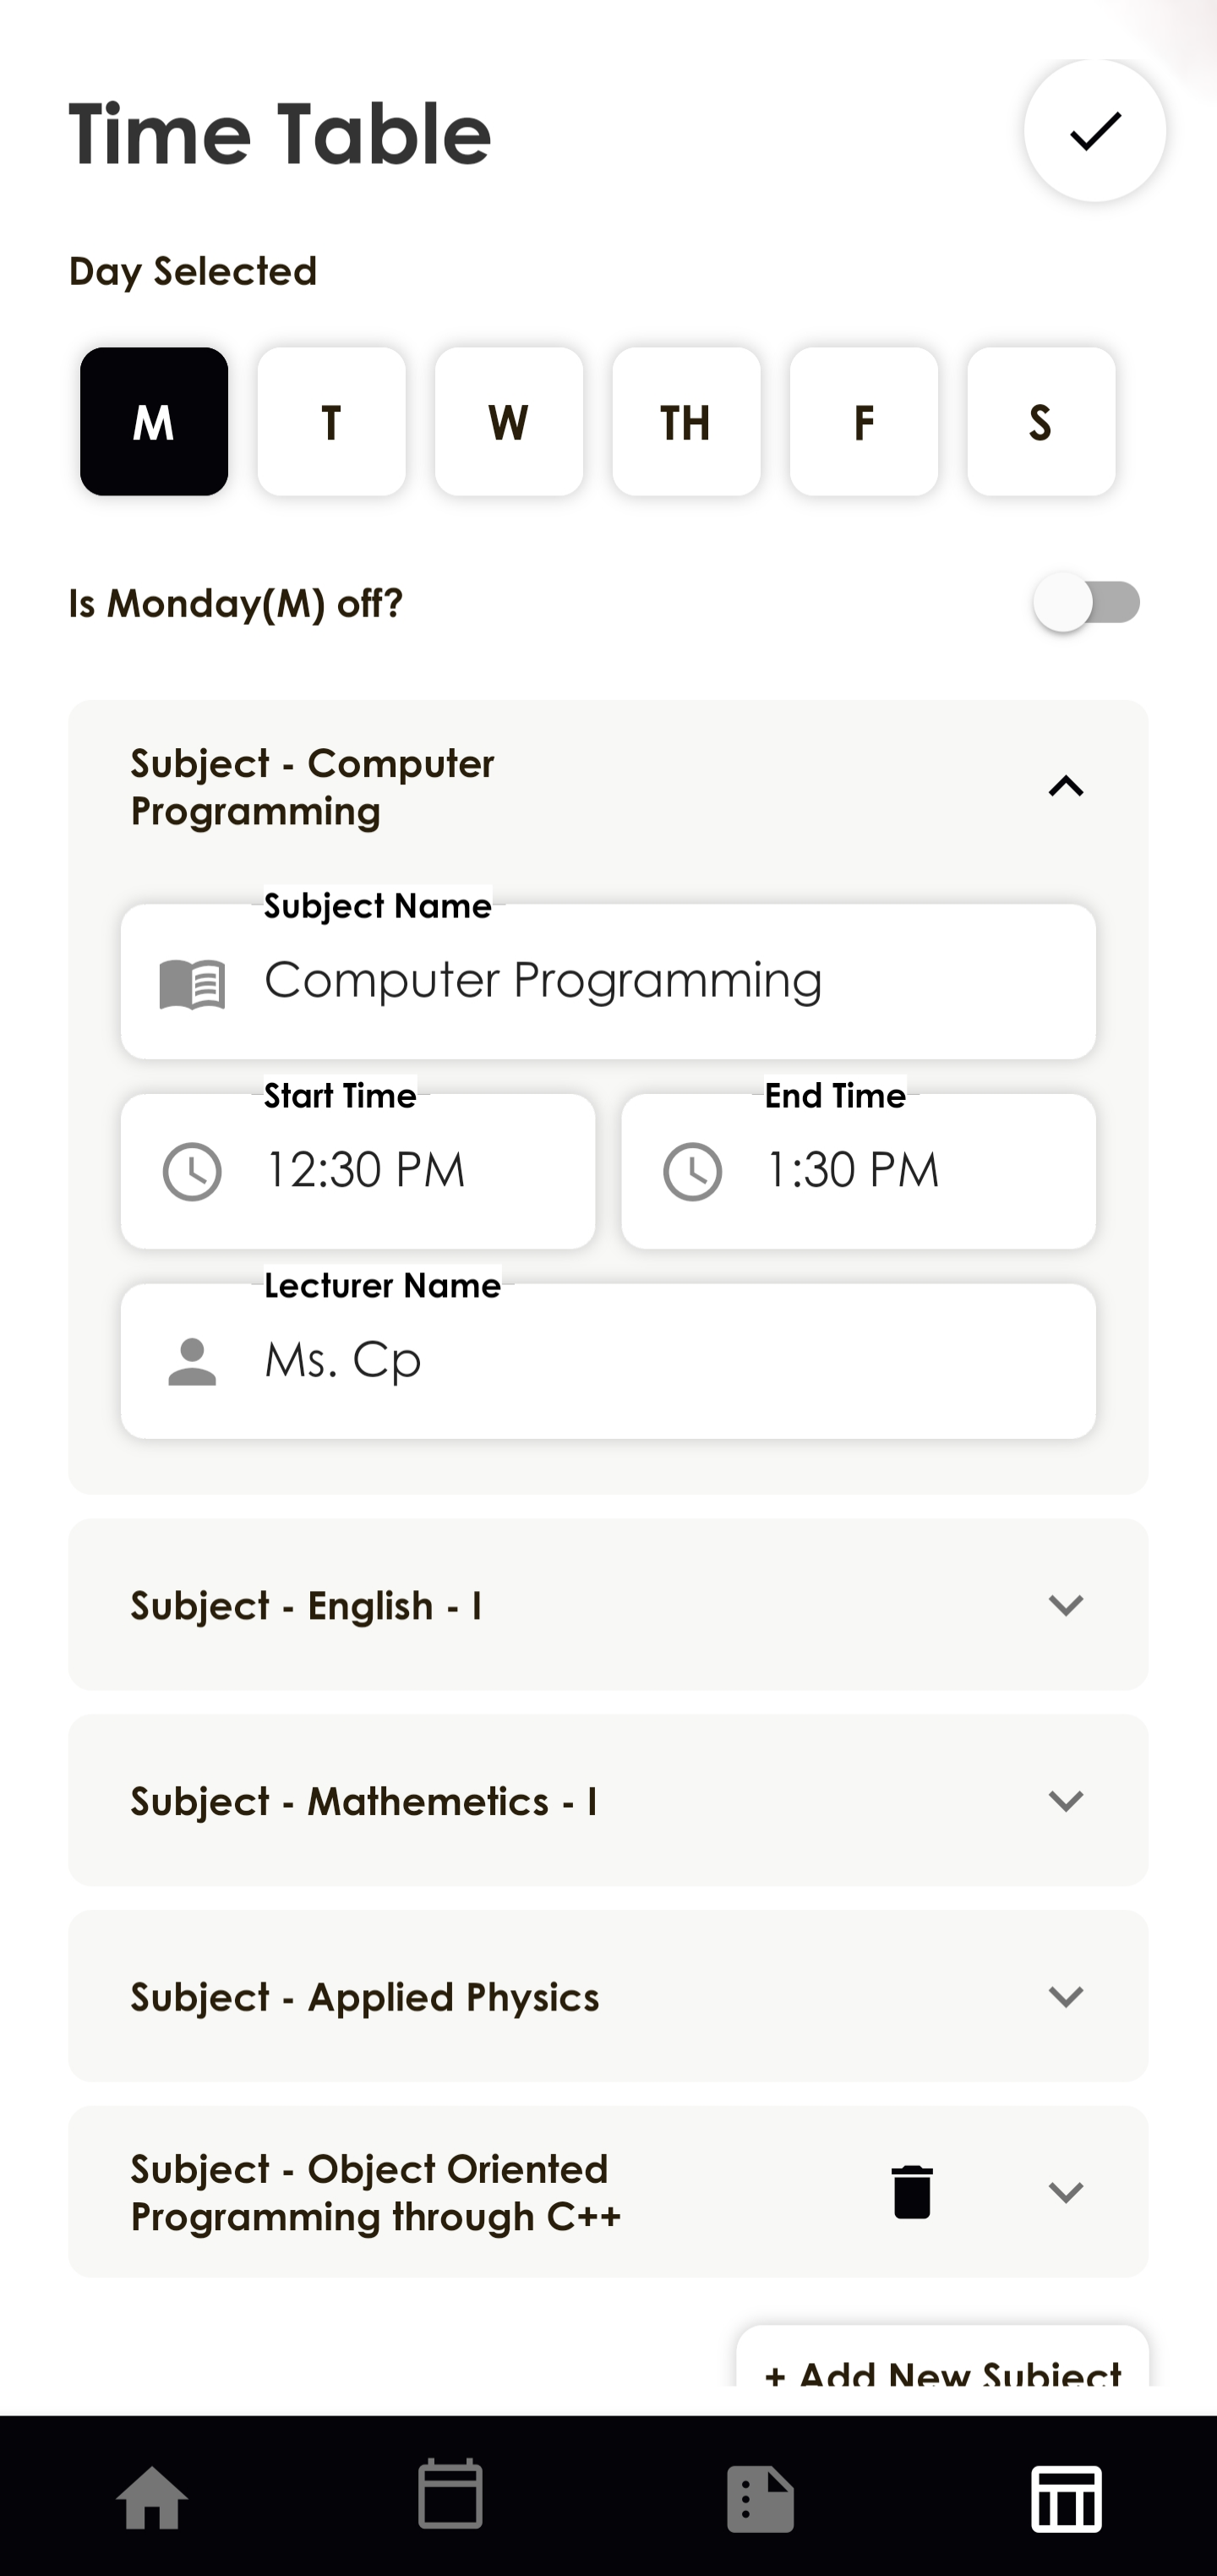 Time Table
Day Selected
M T W TH F S
Is Monday(M) off?
Subject - Computer
Programming
Subject Name
Computer Programming
Start Time End Time
12:30 PM 1:30 PM
Lecturer Name
Ms. Cp
Subject - English - I
Subject - Mathemetics - I
Subject - Applied Physics
Subject - Object Oriented
Programming through C++
+ Add New Subject